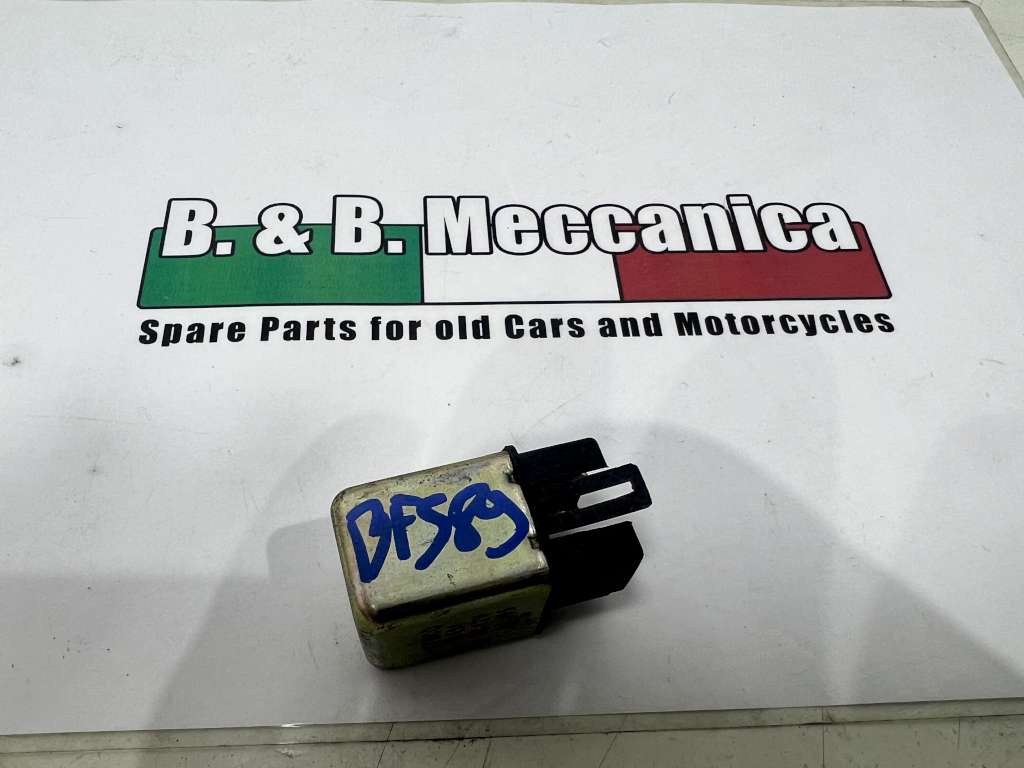 B. & B. Meccanica
Spare Parts for old Cars and Motorcycles
BF589